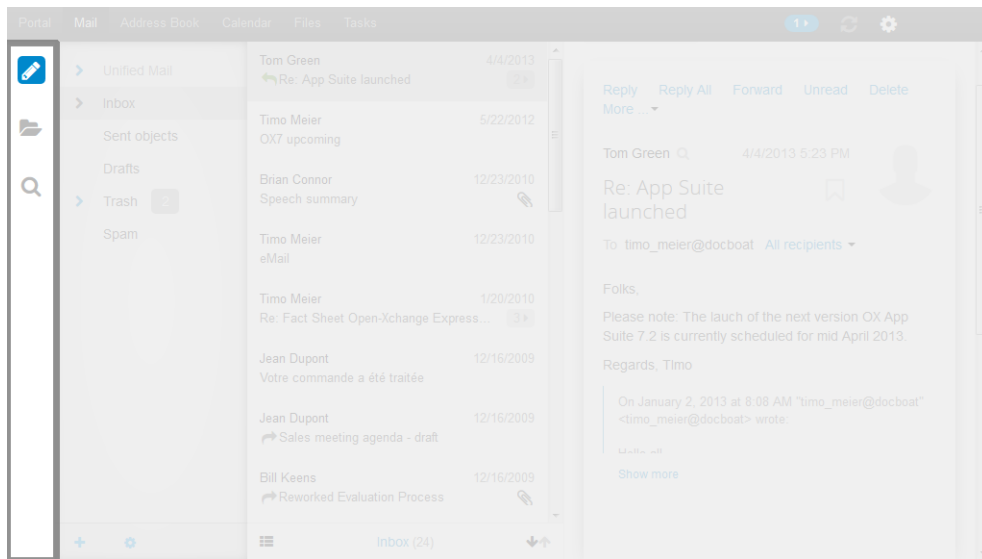 Portal Mail Address Book Calendar Files Tasks 1
Unified Mail
Inbox
Sent objects
Drafts
Trash 2
Spam
Tom Green 4/4/2013
Re: App Suite launched 2
Timo Meier 5/22/2012
OX7 upcoming
Brian Connor 12/23/2010
Speech summary
Timo Meier 12/23/2010
eMail
Timo Meier 1/20/2010
Re: Fact Sheet Open-Xchange Express... 3
Jean Dupont 12/16/2009
Votre commande a été traitée
Jean Dupont 12/16/2009
Sales meeting agenda - draft
Bill Keens 12/16/2009
Reworked Evaluation Process
Inbox (24)
Reply Reply All Forward Unread Delete
More ...
Tom Green 4/4/2013 5:23 PM
Re: App Suite
launched
To timo_meier@docboat All recipients
Folks,
Please note: The lauch of the next version OX App
Suite 7.2 is currently scheduled for mid April 2013.
Regards, Timo
On January 2, 2013 at 8:08 AM "timo_meier@docboat"
<timo_meier@docboat> wrote:
Hello all
Show more